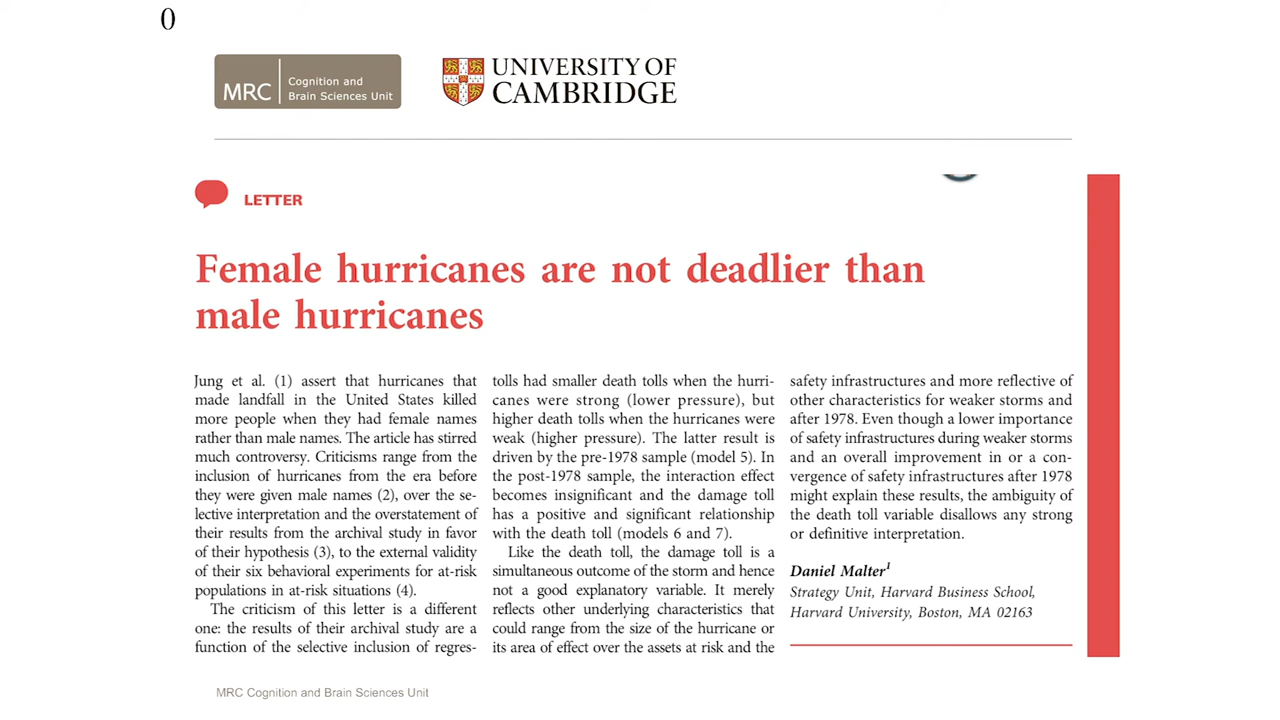 0
MRC
Cognition and
Brain Sciences Unit
UNIVERSITY OF
CAMBRIDGE
LETTER
Female hurricanes are not deadlier than
male hurricanes
Jung et al. (1) assert that hurricanes that
made landfall in the United States killed
more people when they had female names
rather than male names. The article has stirred
much controversy. Criticisms range from the
inclusion of hurricanes from the era before
they were given male names (2), over the se-
lective interpretation and the overstatement of
their results from the archival study in favor
of their hypothesis (3), to the external validity
of their six behavioral experiments for at-risk
populations in at-risk situations (4).
The criticism of this letter is a different
one: the results of their archival study are a
function of the selective inclusion of regres-
tolls had smaller death tolls when the hurri-
canes were strong (lower pressure), but
higher death tolls when the hurricanes were
weak (higher pressure). The latter result is
driven by the pre-1978 sample (model 5). In
the post-1978 sample, the interaction effect
becomes insignificant and the damage toll
has a positive and significant relationship
with the death toll (models 6 and 7).
Like the death toll, the damage toll is a
simultaneous outcome of the storm and hence
not a good explanatory variable. It merely
reflects other underlying characteristics that
could range from the size of the hurricane or
its area of effect over the assets at risk and the
safety infrastructures and more reflective of
other characteristics for weaker storms and
after 1978. Even though a lower importance
of safety infrastructures during weaker storms
and an overall improvement in or a con-
vergence of safety infrastructures after 1978
might explain these results, the ambiguity of
the death toll variable disallows any strong
or definitive interpretation.
Daniel Malter¹
Strategy Unit, Harvard Business School,
Harvard University, Boston, MA 02163
MRC Cognition and Brain Sciences Unit